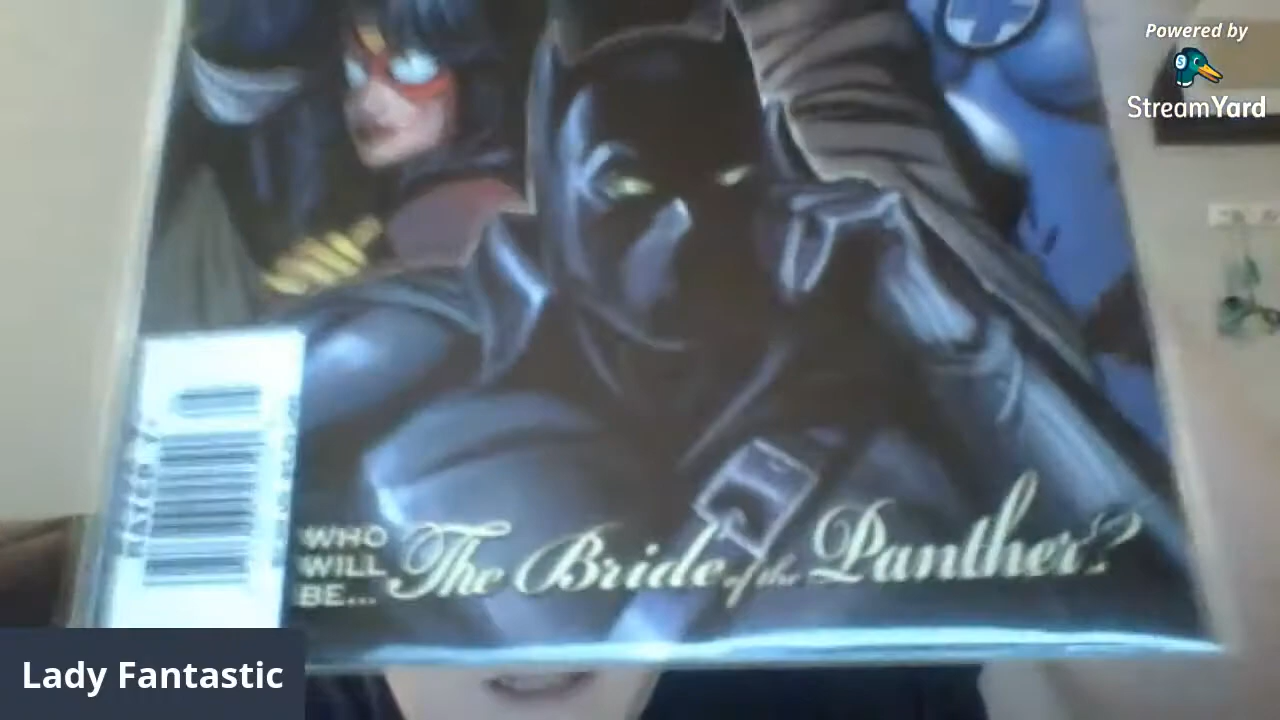 Powered by
StreamYard
WHO
WILL
BE... The Bride of the Panther?
Lady Fantastic